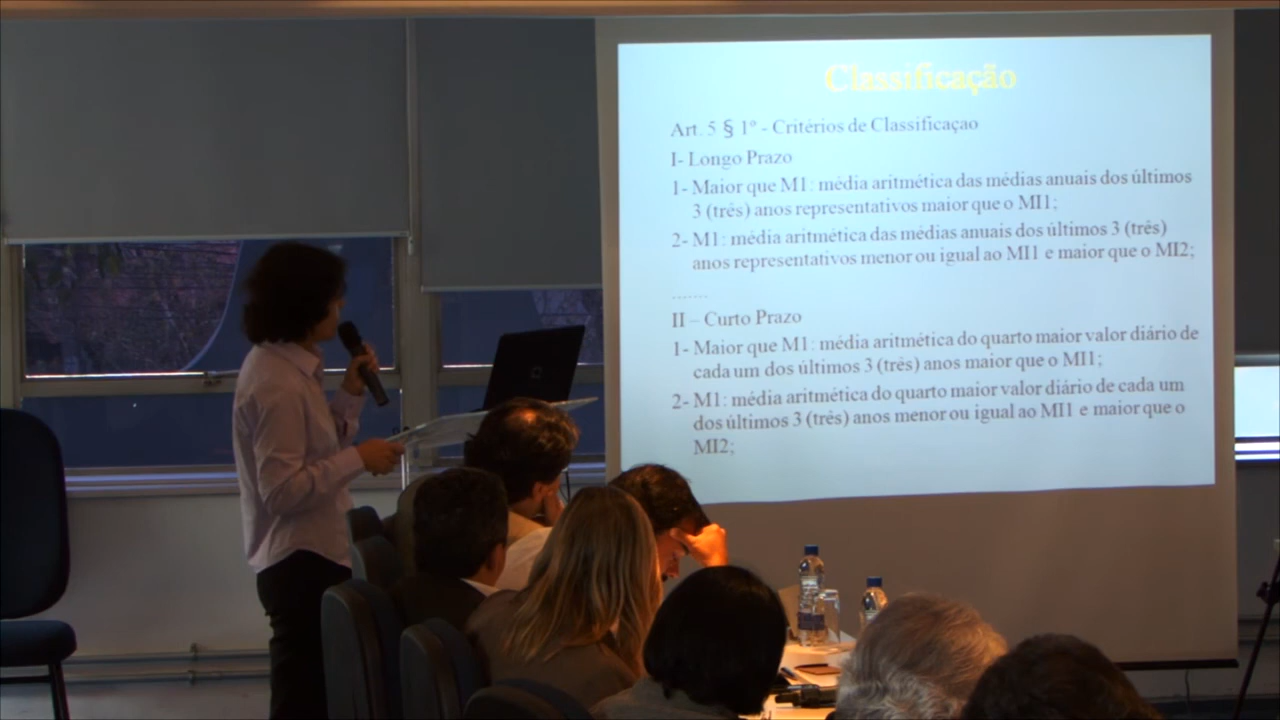 Classificação
Art. 5 § 1º - Critérios de Classificaçao
I- Longo Prazo
1- Maior que M1: média aritmética das médias anuais dos últimos
3 (três) anos representativos maior que o MI1;
2- M1: média aritmética das médias anuais dos últimos 3 (três)
anos representativos menor ou igual ao MI1 e maior que o MI2;
.......
II – Curto Prazo
1- Maior que M1: média aritmética do quarto maior valor diário de
cada um dos últimos 3 (três) anos maior que o MI1;
2- M1: média aritmética do quarto maior valor diário de cada um
dos últimos 3 (três) anos menor ou igual ao MI1 e maior que o
MI2;